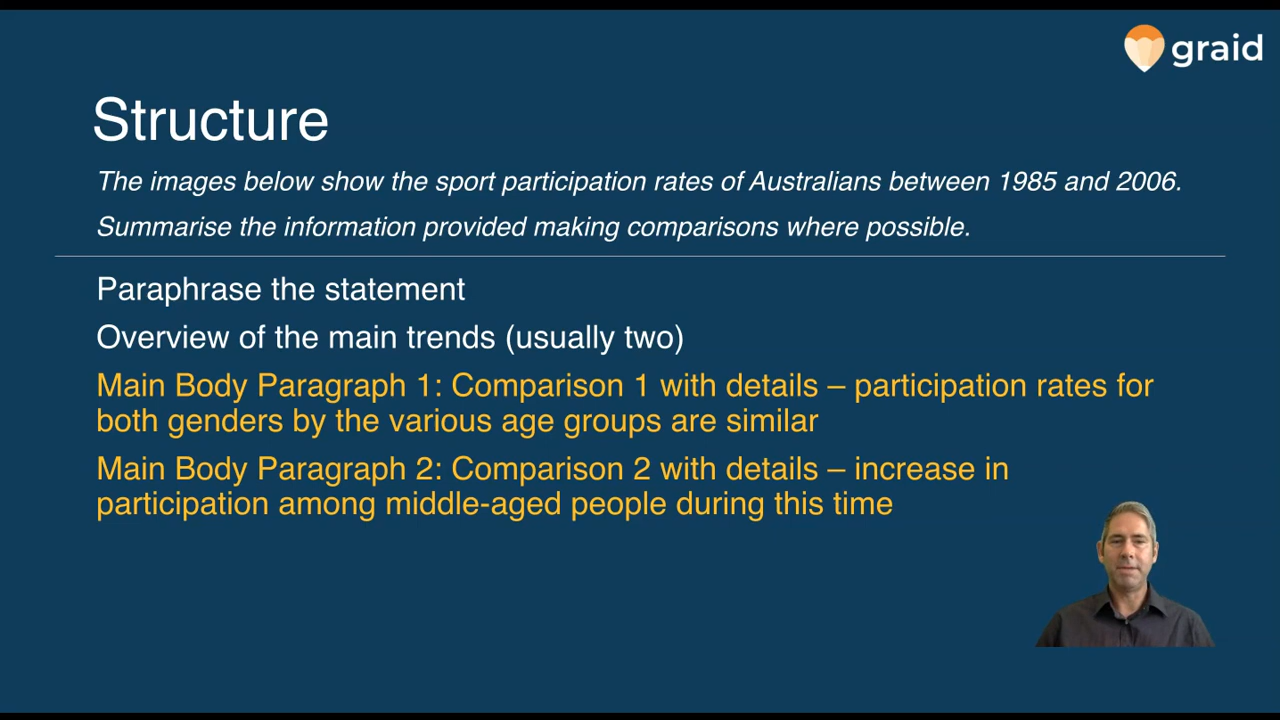 graid
Structure
The images below show the sport participation rates of Australians between 1985 and 2006.
Summarise the information provided making comparisons where possible.
Paraphrase the statement
Overview of the main trends (usually two)
Main Body Paragraph 1: Comparison 1 with details – participation rates for
both genders by the various age groups are similar
Main Body Paragraph 2: Comparison 2 with details – increase in
participation among middle-aged people during this time